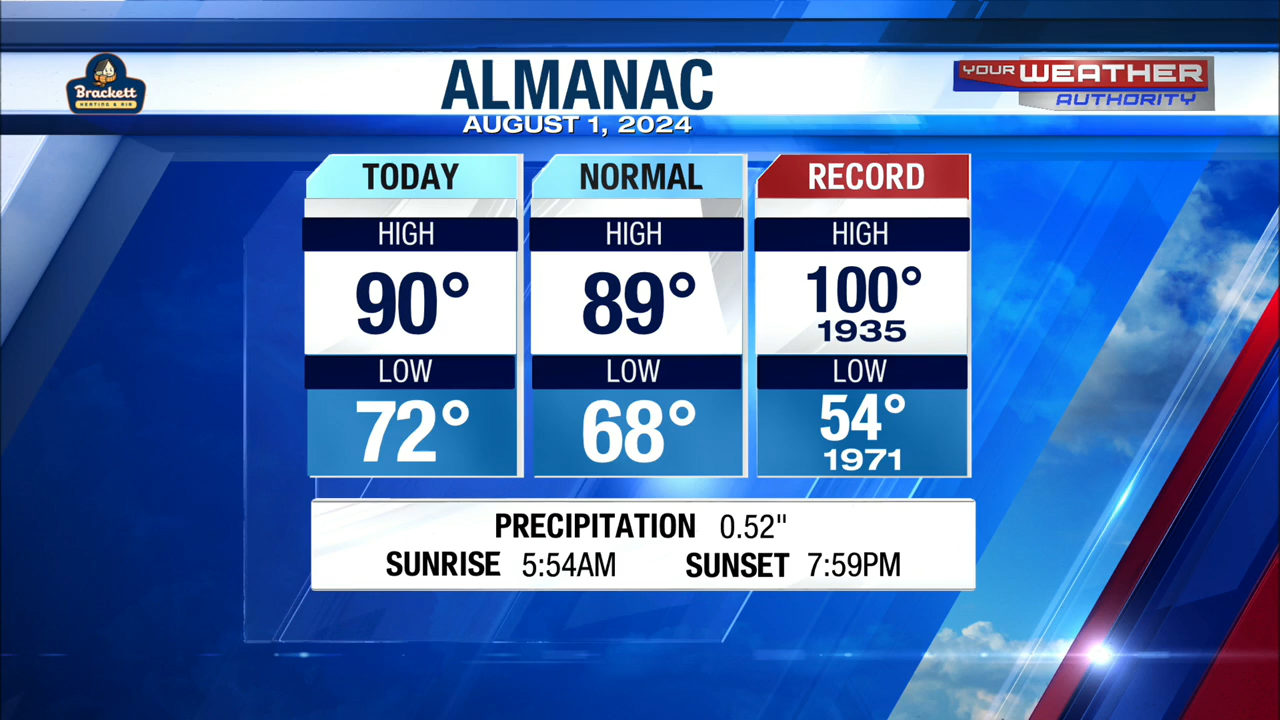 Brackett
HEATING & AIR
ALMANAC
AUGUST 1, 2024
YOUR WEATHER
AUTHORITY
TODAY
HIGH
90°
LOW
72°
NORMAL
HIGH
89°
LOW
68°
RECORD
HIGH
100°
1935
LOW
54°
1971
PRECIPITATION 0.52"
SUNRISE 5:54AM SUNSET 7:59PM